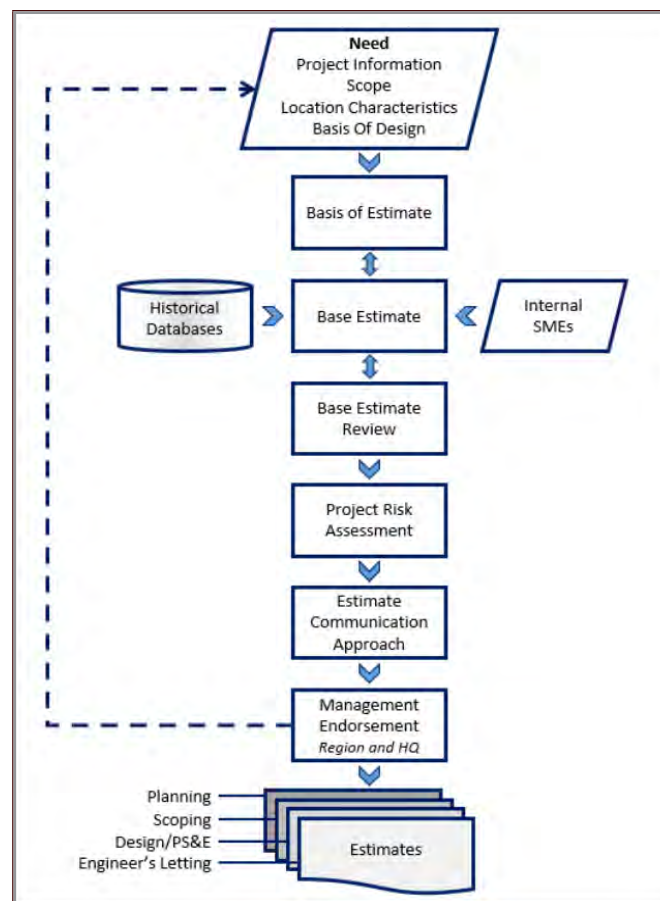 Need
Project Information
Scope
Location Characteristics
Basis Of Design
Basis of Estimate
Historical
Databases
Base Estimate
Internal
SMEs
Base Estimate
Review
Project Risk
Assessment
Estimate
Communication
Approach
Management
Endorsement
Region and HQ
Planning
Scoping
Design/PS&E
Engineer's Letting
Estimates